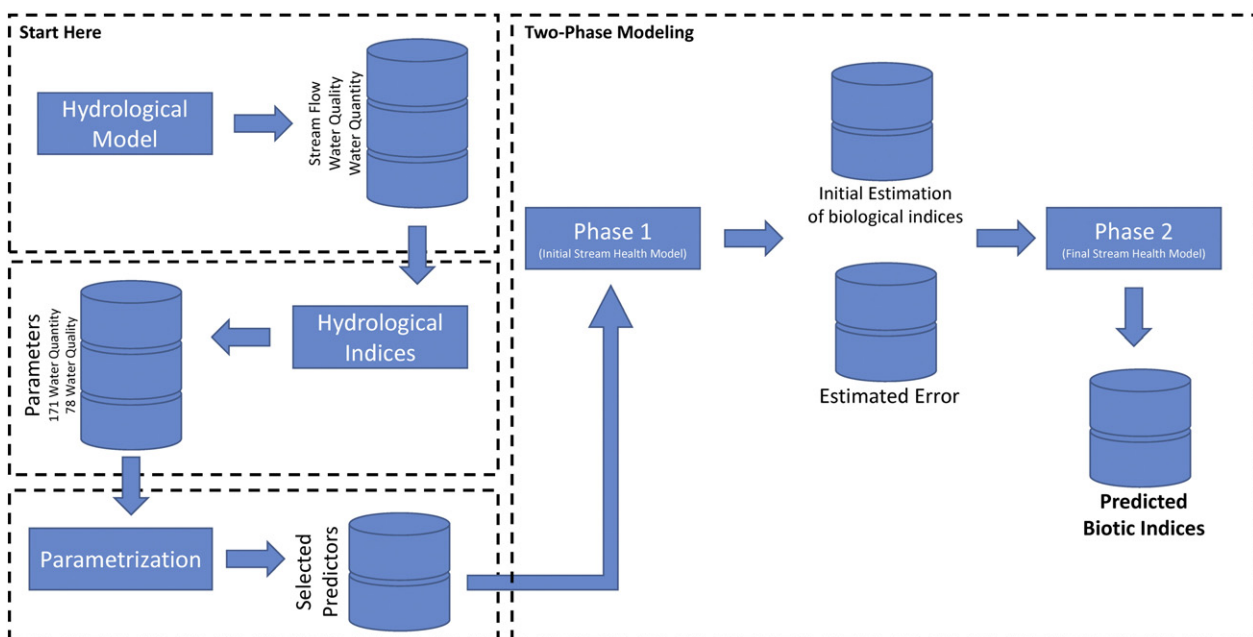 Start Here
Hydrological
Model
Stream Flow
Water Quality
Water Quantity
Hydrological
Indices
Parameters
171 Water Quantity
78 Water Quality
Parametrization
Selected
Predictors
Two-Phase Modeling
Phase 1
(Initial Stream Health Model)
Initial Estimation
of biological indices
Estimated Error
Phase 2
(Final Stream Health Model)
Predicted
Biotic Indices